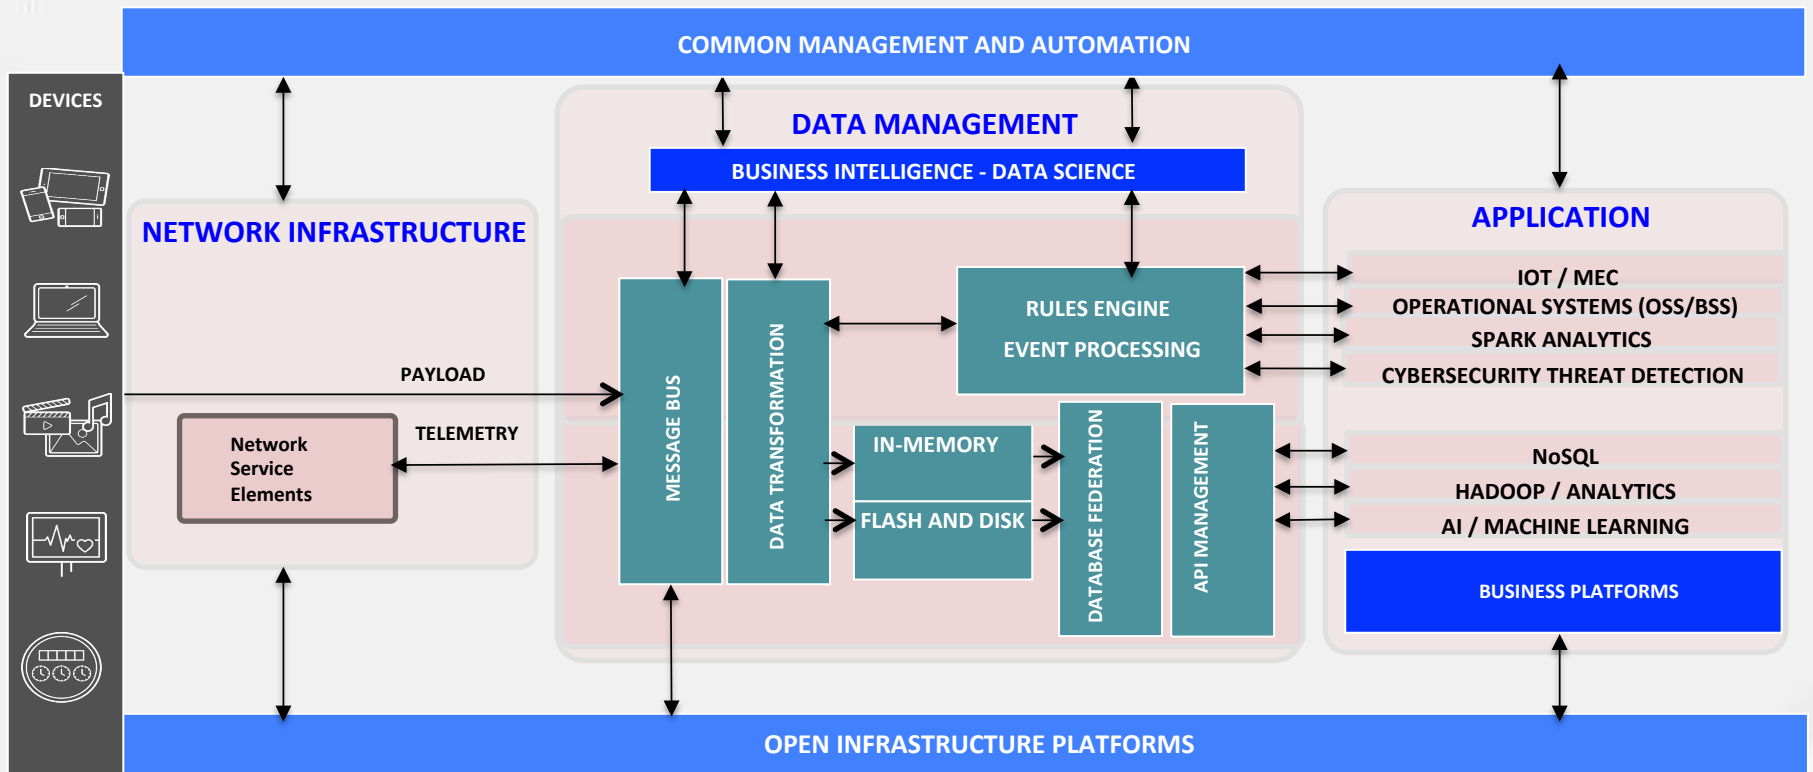 COMMON MANAGEMENT AND AUTOMATION
DEVICES
DATA MANAGEMENT
BUSINESS INTELLIGENCE - DATA SCIENCE
NETWORK INFRASTRUCTURE
APPLICATION
PAYLOAD
TELEMETRY
Network
Service
Elements
MESSAGE BUS
DATA TRANSFORMATION
RULES ENGINE
EVENT PROCESSING
IN-MEMORY
FLASH AND DISK
DATABASE FEDERATION
API MANAGEMENT
IOT / MEC
OPERATIONAL SYSTEMS (OSS/BSS)
SPARK ANALYTICS
CYBERSECURITY THREAT DETECTION
NoSQL
HADOOP / ANALYTICS
AI / MACHINE LEARNING
BUSINESS PLATFORMS
OPEN INFRASTRUCTURE PLATFORMS